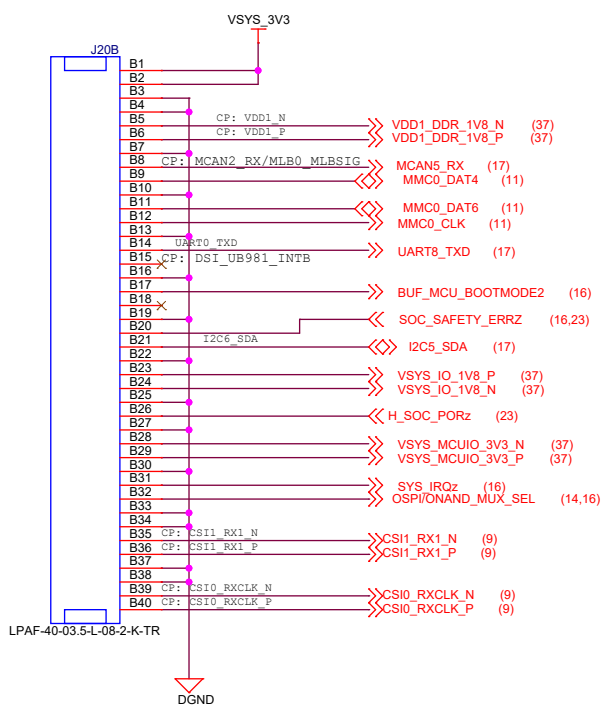 VSYS_3V3
J20B
B1
B2
B3
B4
B5 CP: VDD1_N VDD1_DDR_1V8_N (37)
B6 CP: VDD1_P VDD1_DDR_1V8_P (37)
B7
B8 CP: MCAN2_RX/MLB0_MLBSIG MCAN5_RX (17)
B9 MMC0_DAT4 (11)
B10
B11 MMC0_DAT6 (11)
B12 MMC0_CLK (11)
B13
B14 UART0_TXD UART8_TXD (17)
B15 CP: DSI_UB981_INTB
B16
B17 BUF_MCU_BOOTMODE2 (16)
B18
B19
B20 SOC_SAFETY_ERRZ (16,23)
B21 I2C6_SDA I2C5_SDA (17)
B22
B23 VSYS_IO_1V8_P (37)
B24 VSYS_IO_1V8_N (37)
B25
B26 H_SOC_PORz (23)
B27
B28 VSYS_MCUIO_3V3_N (37)
B29 VSYS_MCUIO_3V3_P (37)
B30
B31 SYS_IRQz (16)
B32 OSPI/ONAND_MUX_SEL (14,16)
B33
B34
B35 CP: CSI1_RX1_N CSI1_RX1_N (9)
B36 CP: CSI1_RX1_P CSI1_RX1_P (9)
B37
B38
B39 CP: CSI0_RXCLK_N CSI0_RXCLK_N (9)
B40 CP: CSI0_RXCLK_P CSI0_RXCLK_P (9)
LPAF-40-03.5-L-08-2-K-TR
DGND